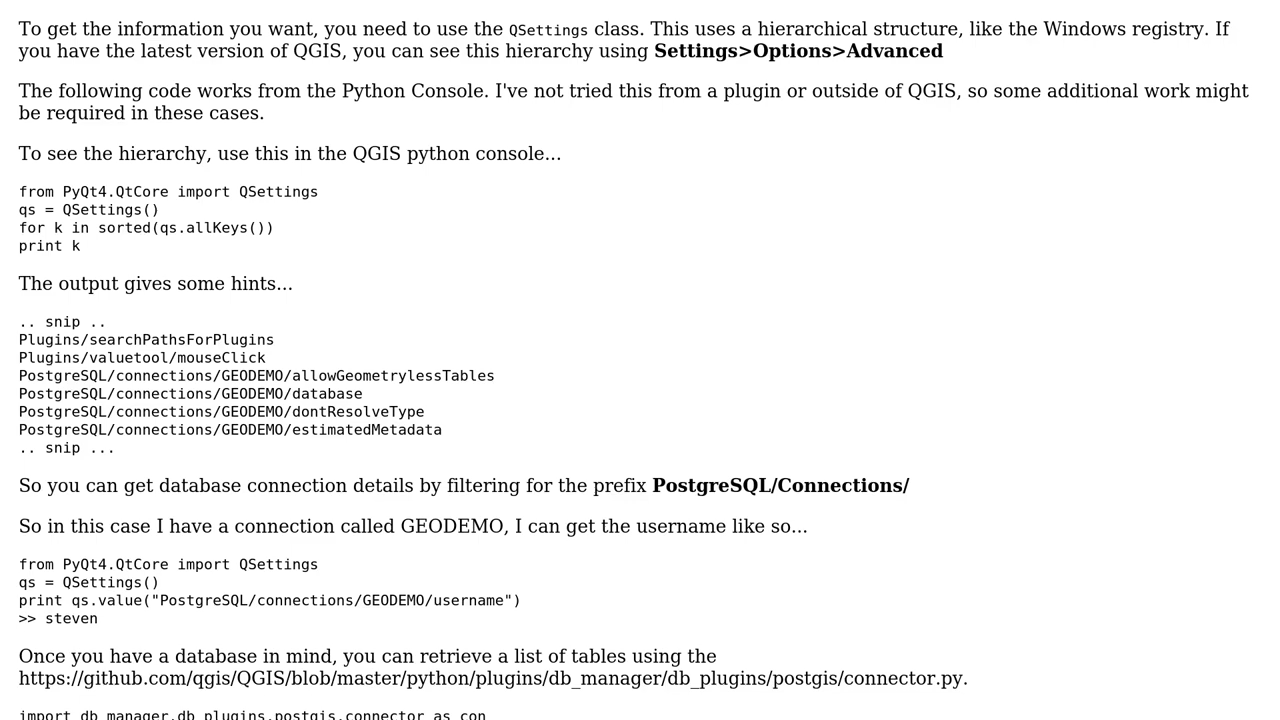 To get the information you want, you need to use the QSettings class. This uses a hierarchical structure, like the Windows registry. If
you have the latest version of QGIS, you can see this hierarchy using Settings>Options>Advanced
The following code works from the Python Console. I've not tried this from a plugin or outside of QGIS, so some additional work might
be required in these cases.
To see the hierarchy, use this in the QGIS python console...
from PyQt4.QtCore import QSettings
qs = QSettings()
for k in sorted(qs.allKeys())
print k
The output gives some hints...
.. snip ..
Plugins/searchPathsForPlugins
Plugins/valuetool/mouseClick
PostgreSQL/connections/GEODEMO/allowGeometrylessTables
PostgreSQL/connections/GEODEMO/database
PostgreSQL/connections/GEODEMO/dontResolveType
PostgreSQL/connections/GEODEMO/estimatedMetadata
.. snip ...
So you can get database connection details by filtering for the prefix PostgreSQL/Connections/
So in this case I have a connection called GEODEMO, I can get the username like so...
from PyQt4.QtCore import QSettings
qs = QSettings()
print qs.value("PostgreSQL/connections/GEODEMO/username")
>> steven
Once you have a database in mind, you can retrieve a list of tables using the
https://github.com/qgis/QGIS/blob/master/python/plugins/db_manager/db_plugins/postgis/connector.py.
import db_manager.db_plugins.postgis.connector as con